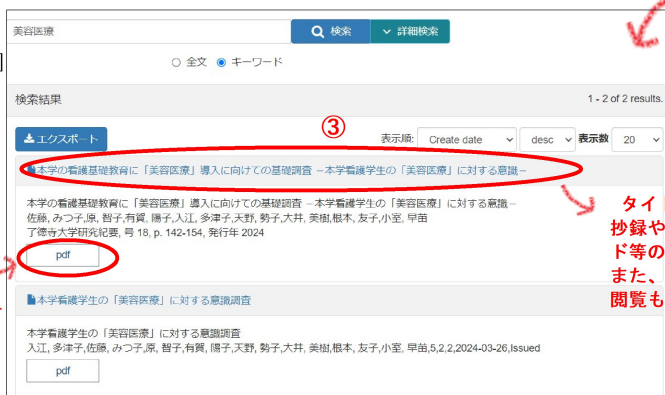 美容医療
検索
詳細検索
全文 キーワード
検索結果
1 - 2 of 2 results.
③
エクスポート
表示順: Create date desc 表示数 20
本学の看護基礎教育に「美容医療」導入に向けての基礎調査 −本学看護学生の「美容医療」に対する意識−
本学の看護基礎教育に「美容医療」導入に向けての基礎調査 −本学看護学生の「美容医療」に対する意識−
佐藤, みつ子,原, 智子,有賀, 陽子,入江, 多津子,天野, 勢子,大井, 美樹,根本, 友子,小室, 早苗
了德寺大学研究紀要, 号 18, p. 142-154, 発行年 2024
pdf
タイト
抄録や
ド等の
また、
閲覧も
本学看護学生の「美容医療」に対する意識調査
本学看護学生の「美容医療」に対する意識調査
入江, 多津子,佐藤, みつ子,原, 智子,有賀, 陽子,天野, 勢子,大井, 美樹,根本, 友子,小室, 早苗,5,2,2,2024-03-26,Issued
pdf